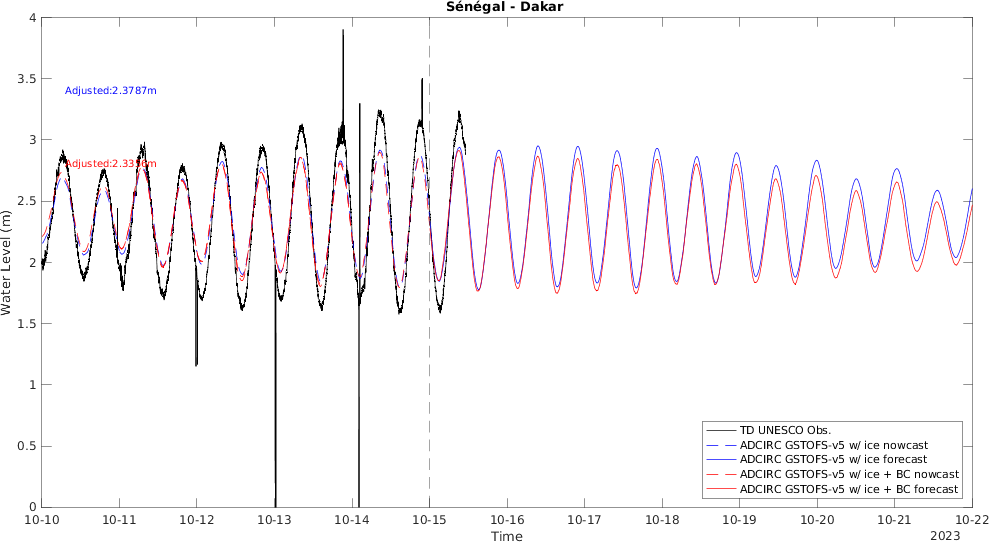 Sénégal - Dakar
4
3.5
3
2.5
2
1.5
1
0.5
0
Water Level (m)
Adjusted:2.3787m
Adjusted:2.3396m
TD UNESCO Obs.
ADCIRC GSTOFS-v5 w/ ice nowcast
ADCIRC GSTOFS-v5 w/ ice forecast
ADCIRC GSTOFS-v5 w/ ice + BC nowcast
ADCIRC GSTOFS-v5 w/ ice + BC forecast
10-10 10-11 10-12 10-13 10-14 10-15 10-16 10-17 10-18 10-19 10-20 10-21 10-22
Time
2023